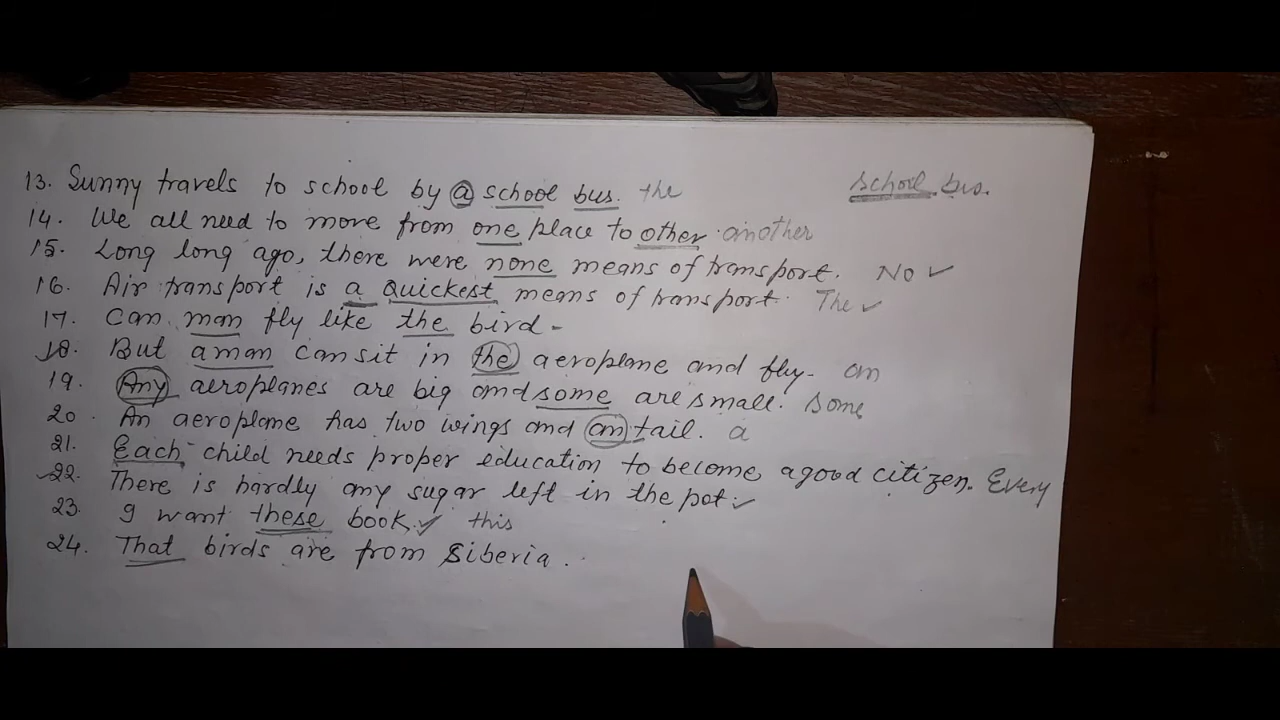 13. Sunny travels to school by a school bus. the school bus.
14. We all need to move from one place to other. another
15. Long long ago, there were none means of transport. No ✓
16. Air transport is a quickest means of transport. The ✓
17. Can man fly like the bird.
18. But a man can sit in the aeroplane and fly. an
19. Any aeroplanes are big and some are small. Some
20. An aeroplane has two wings and an tail. a
21. Each child needs proper education to become a good citizen. Every
22. There is hardly any sugar left in the pot. ✓
23. I want these book. ✓ this
24. That birds are from Siberia.